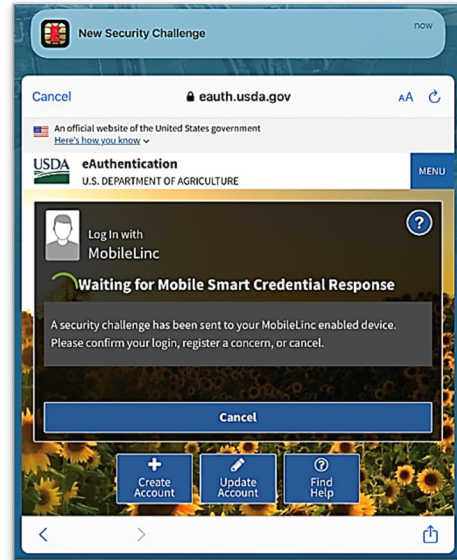 New Security Challenge
now
Cancel
eauth.usda.gov
AA
An official website of the United States government
Here's how you know
USDA
eAuthentication
U.S. DEPARTMENT OF AGRICULTURE
MENU
Log In with
MobileLinc
?
Waiting for Mobile Smart Credential Response
A security challenge has been sent to your MobileLinc enabled device.
Please confirm your login, register a concern, or cancel.
Cancel
Create
Account
Update
Account
?
Find
Help